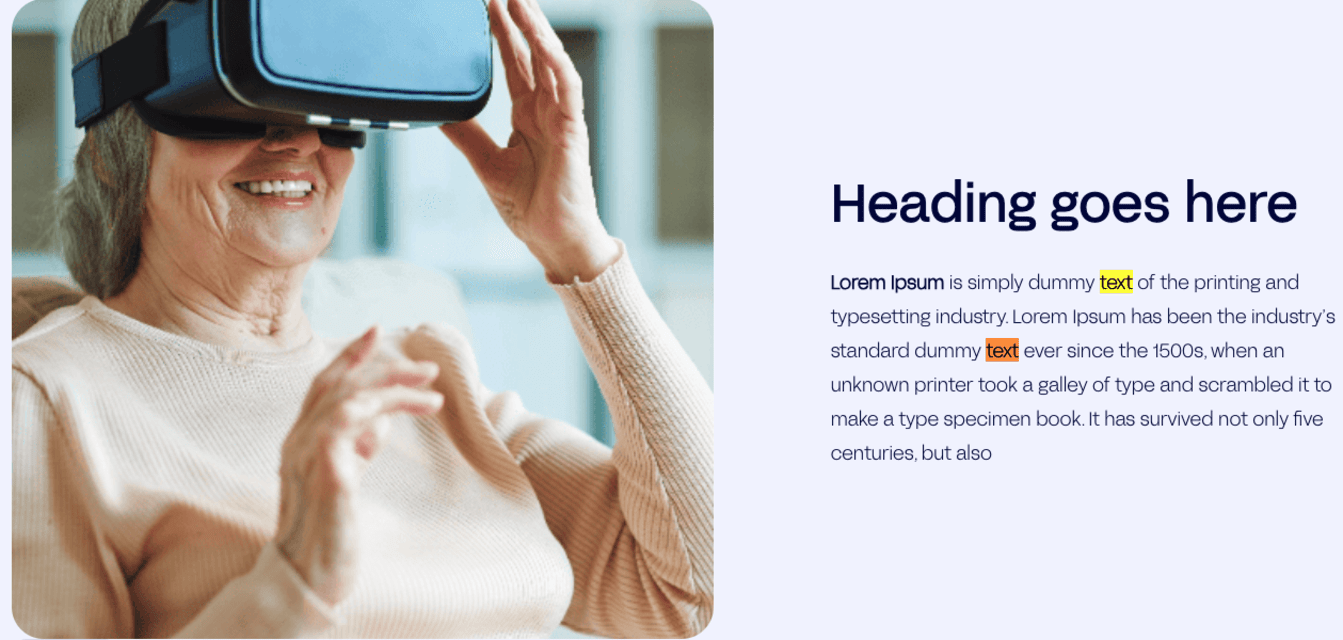 Heading goes here
Lorem Ipsum is simply dummy text of the printing and
typesetting industry. Lorem Ipsum has been the industry's
standard dummy text ever since the 1500s, when an
unknown printer took a galley of type and scrambled it to
make a type specimen book. It has survived not only five
centuries, but also